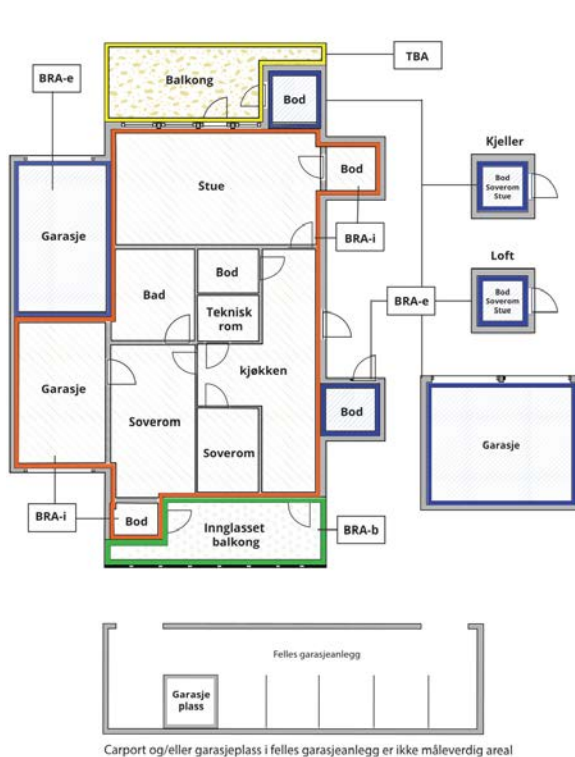 TBA
BRA-e
Balkong
Bod
Kjeller
Bod
Soverom
Stue
Stue
Bod
Garasje
BRA-i
Loft
Bod
Bod
Soverom
Stue
BRA-e
Bad
Teknisk
rom
kjøkken
Garasje
Bod
Garasje
Soverom
Soverom
BRA-i
Bod
Innglasset
balkong
BRA-b
Felles garasjeanlegg
Garasje
plass
Carport og/eller garasjeplass i felles garasjeanlegg er ikke måleverdig areal